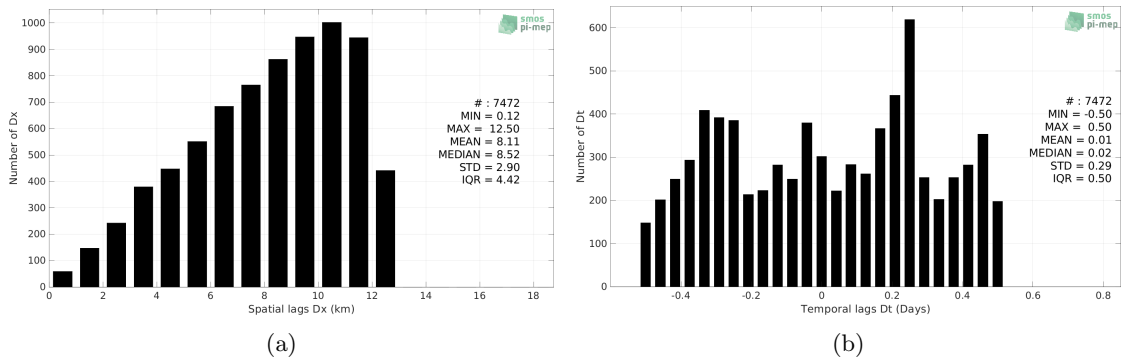 smos
pi-mep
1000
900
800
700
600
500
400
300
200
100
0
Number of Dx
# : 7472
MIN = 0.12
MAX = 12.50
MEAN = 8.11
MEDIAN = 8.52
STD = 2.90
IQR = 4.42
0 2 4 6 8 10 12 14 16 18
Spatial lags Dx (km)
(a)
smos
pi-mep
600
500
400
300
200
100
0
Number of Dt
# : 7472
MIN = -0.50
MAX = 0.50
MEAN = 0.01
MEDIAN = 0.02
STD = 0.29
IQR = 0.50
-0.4 -0.2 0 0.2 0.4 0.6 0.8
Temporal lags Dt (Days)
(b)